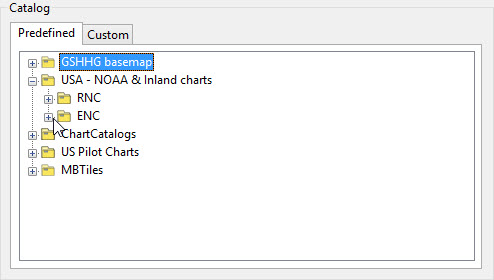 Catalog
Predefined Custom
GSHHG basemap
USA - NOAA & Inland charts
RNC
ENC
ChartCatalogs
US Pilot Charts
MBTiles